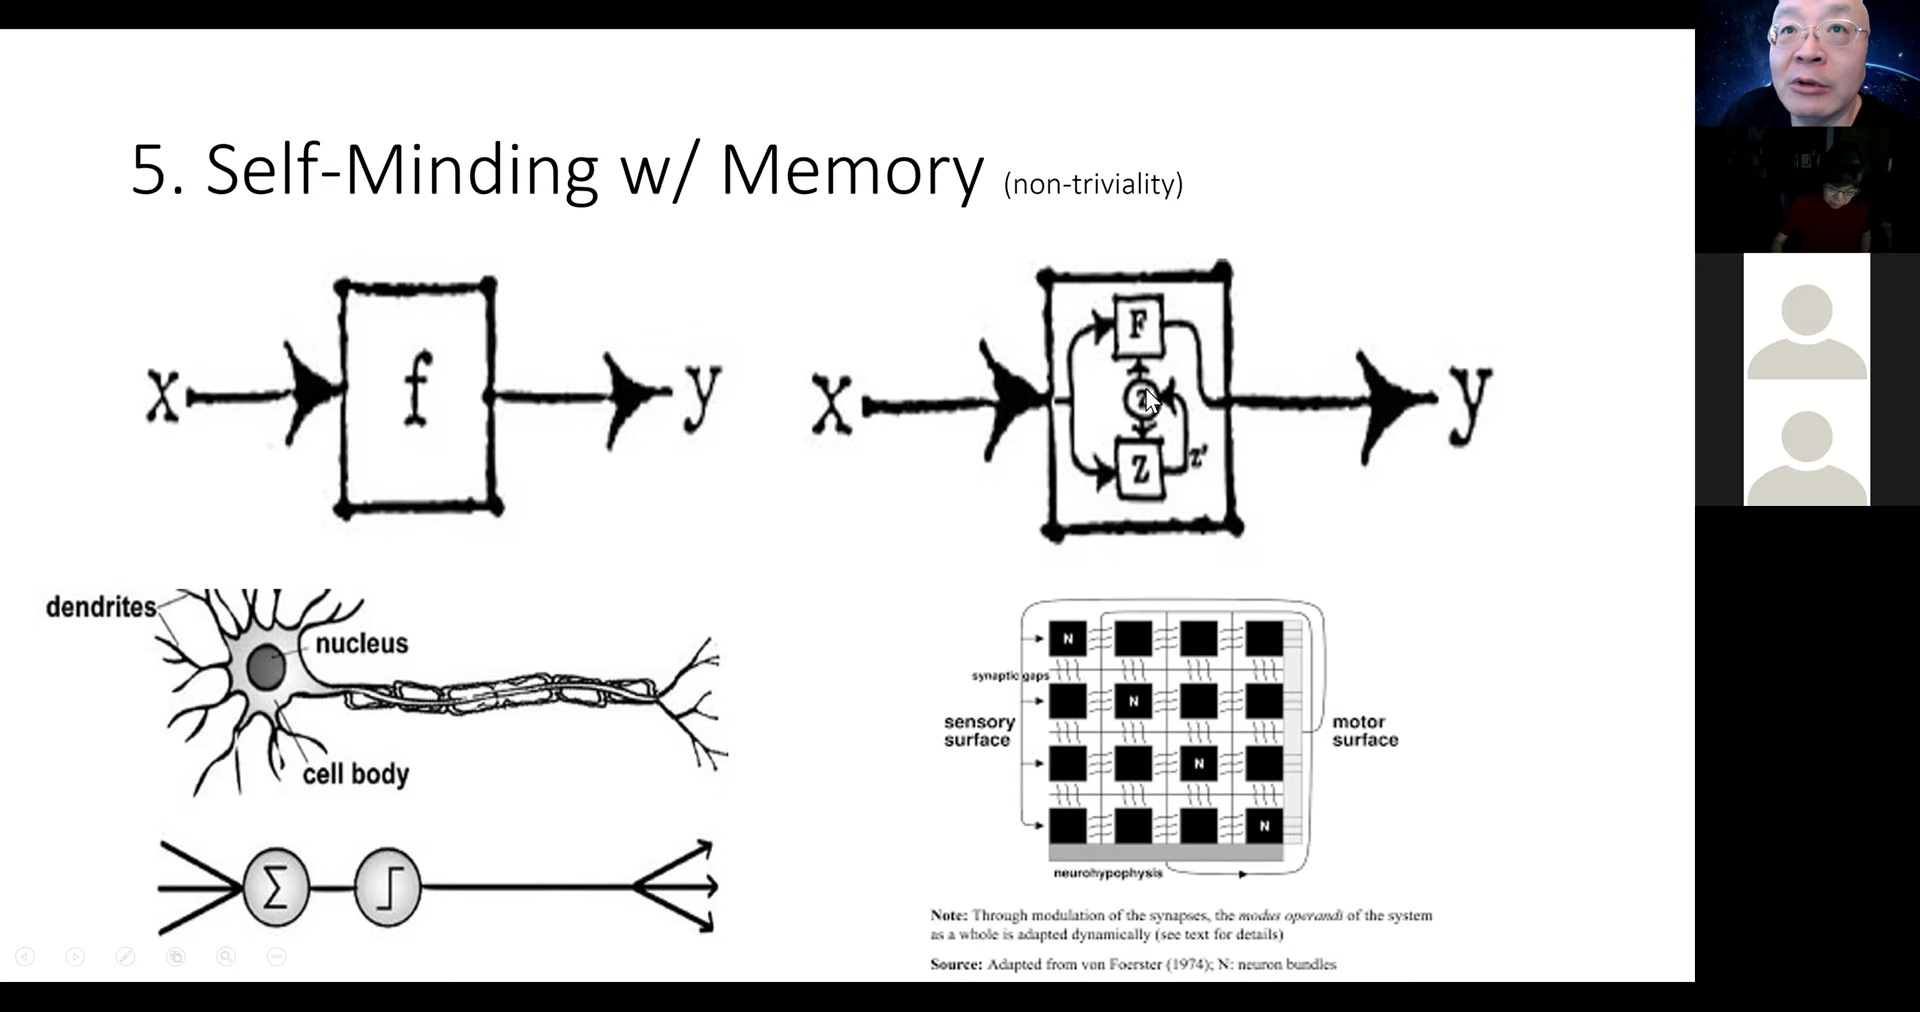 5. Self-Minding w/ Memory (non-triviality)
x
f
y
x
F
z
Z
z'
y
dendrites
nucleus
cell body
Σ
N
synaptic gaps
N
sensory
surface
motor
surface
N
N
neurohypophysis
Note: Through modulation of the synapses, the modus operandi of the system
as a whole is adapted dynamically (see text for details)
Source: Adapted from von Foerster (1974); N: neuron bundles